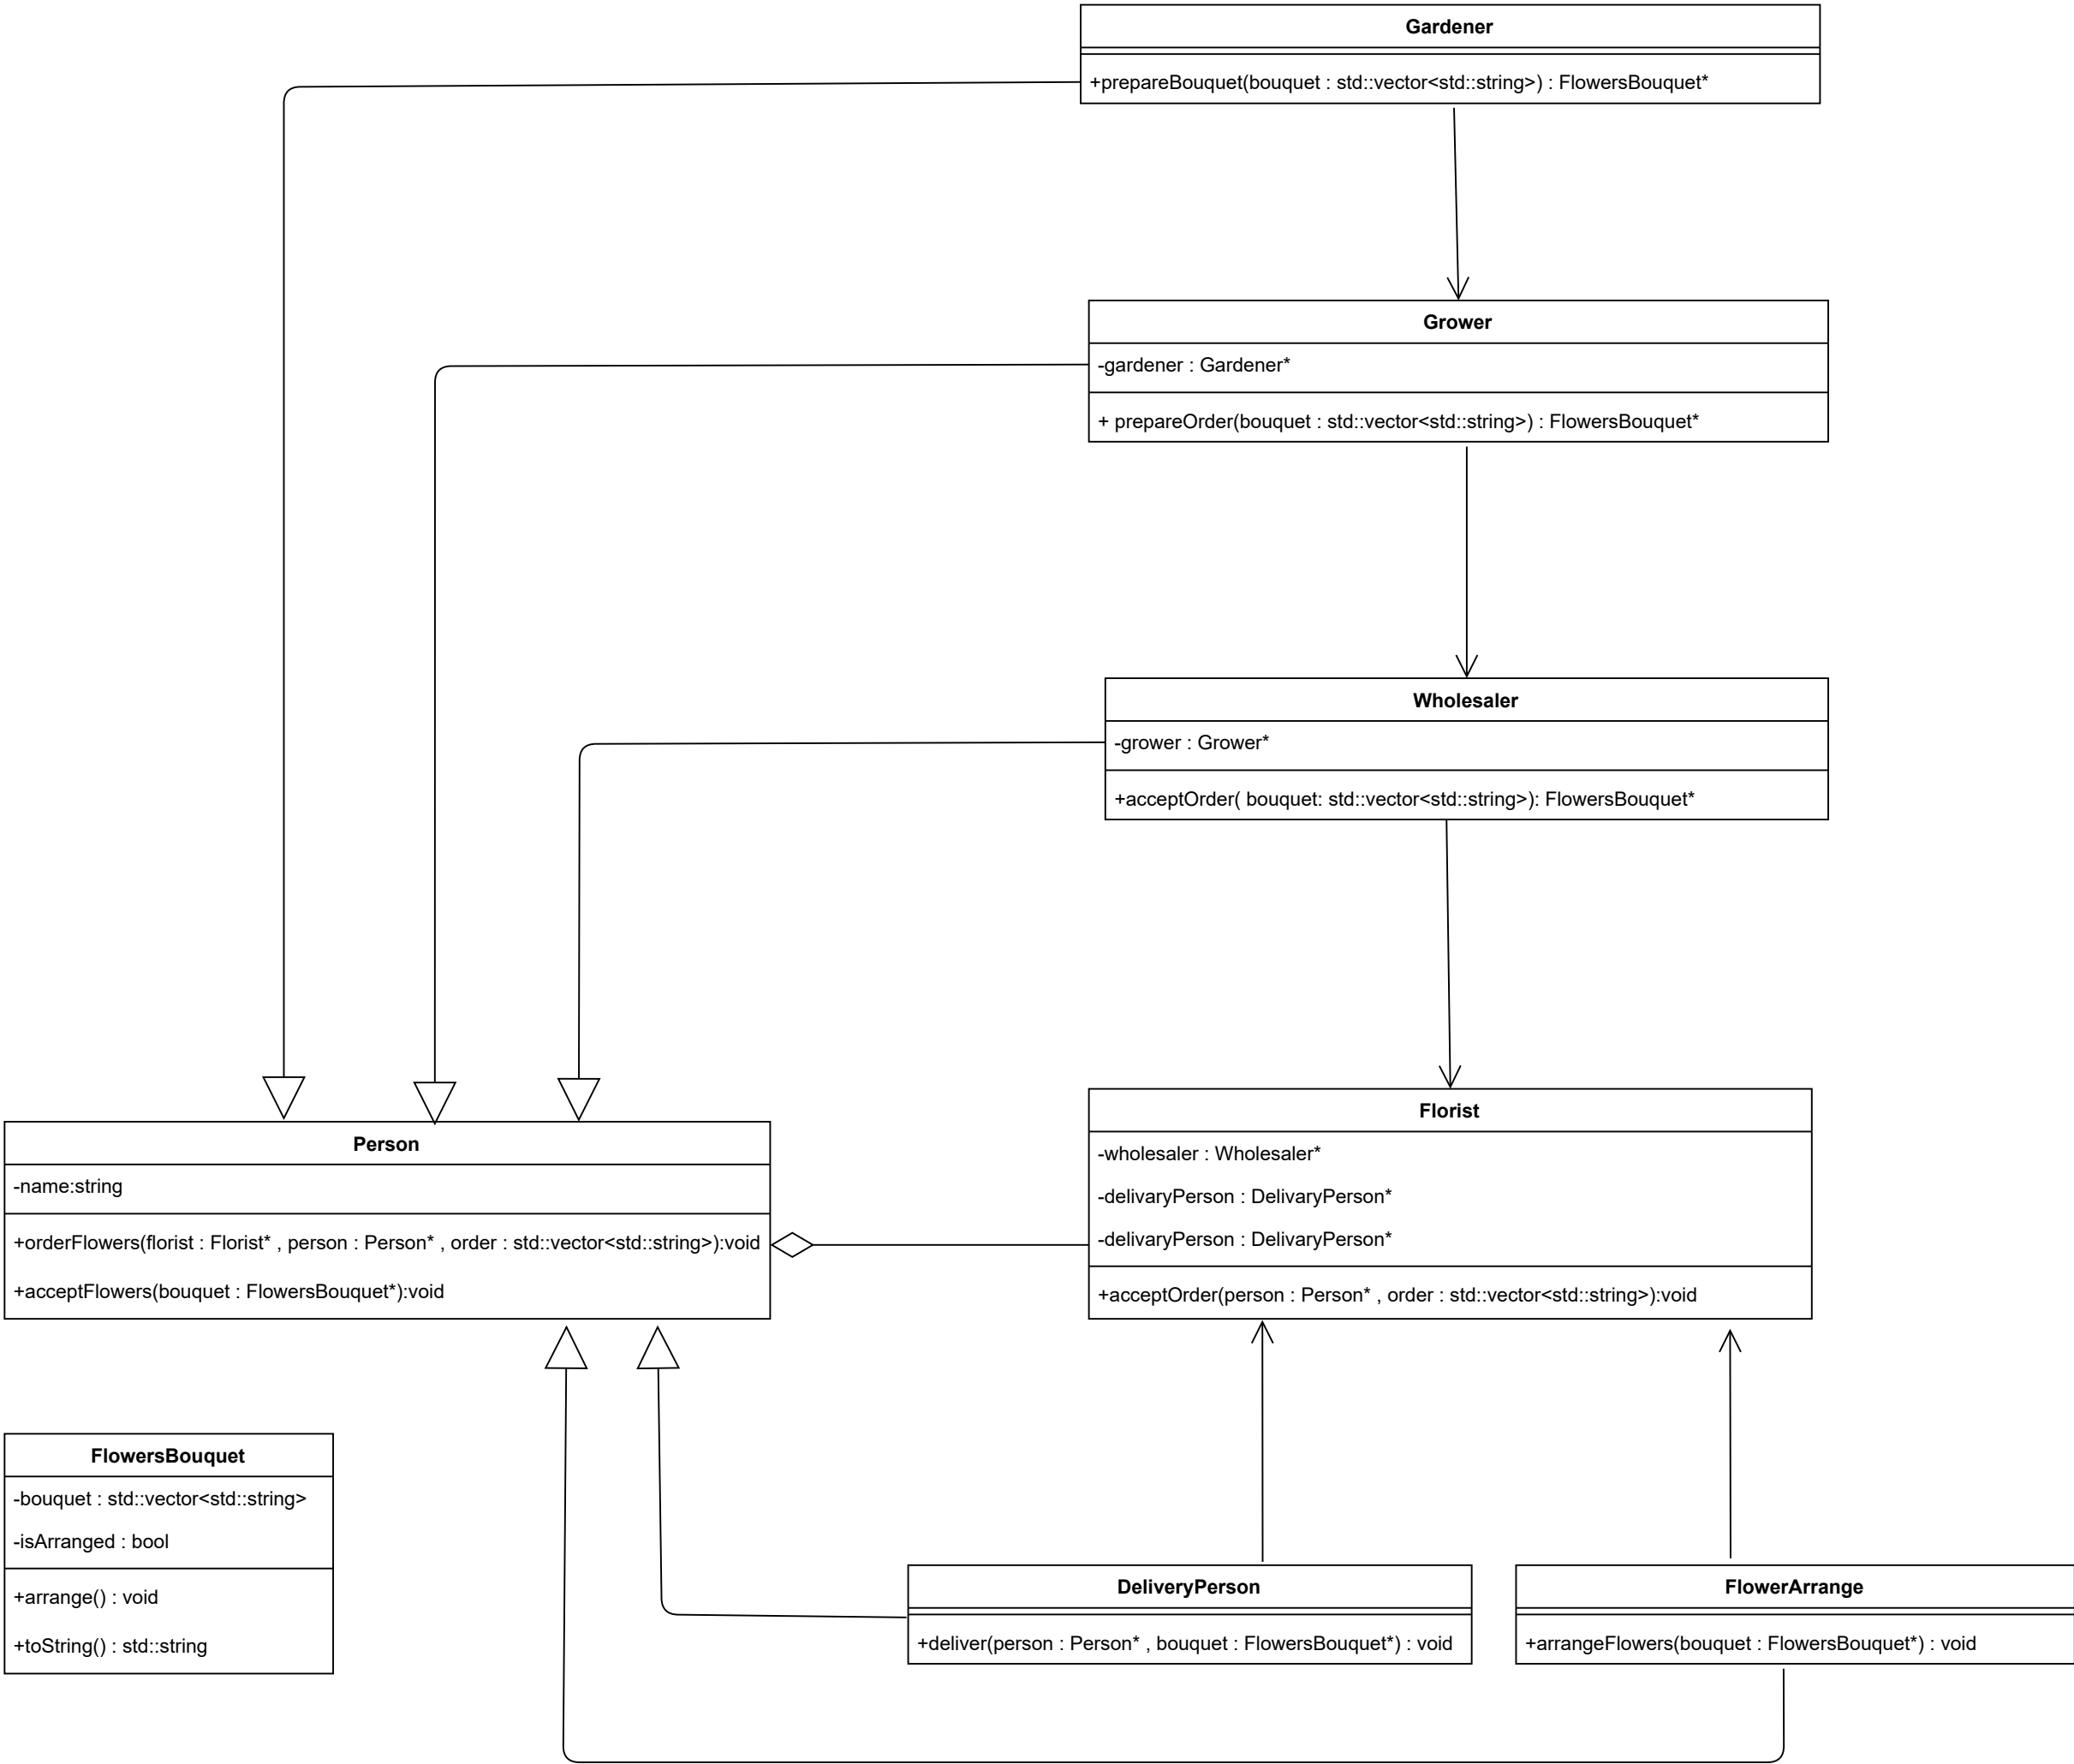 Gardener
+prepareBouquet(bouquet : std::vector<std::string>) : FlowersBouquet*
Grower
-gardener : Gardener*
+ prepareOrder(bouquet : std::vector<std::string>) : FlowersBouquet*
Wholesaler
-grower : Grower*
+acceptOrder( bouquet: std::vector<std::string>): FlowersBouquet*
Person
-name:string
+orderFlowers(florist : Florist* , person : Person* , order : std::vector<std::string>):void
+acceptFlowers(bouquet : FlowersBouquet*):void
Florist
-wholesaler : Wholesaler*
-delivaryPerson : DelivaryPerson*
-delivaryPerson : DelivaryPerson*
+acceptOrder(person : Person* , order : std::vector<std::string>):void
FlowersBouquet
-bouquet : std::vector<std::string>
-isArranged : bool
+arrange() : void
+toString() : std::string
DeliveryPerson
+deliver(person : Person* , bouquet : FlowersBouquet*) : void
FlowerArrange
+arrangeFlowers(bouquet : FlowersBouquet*) : void